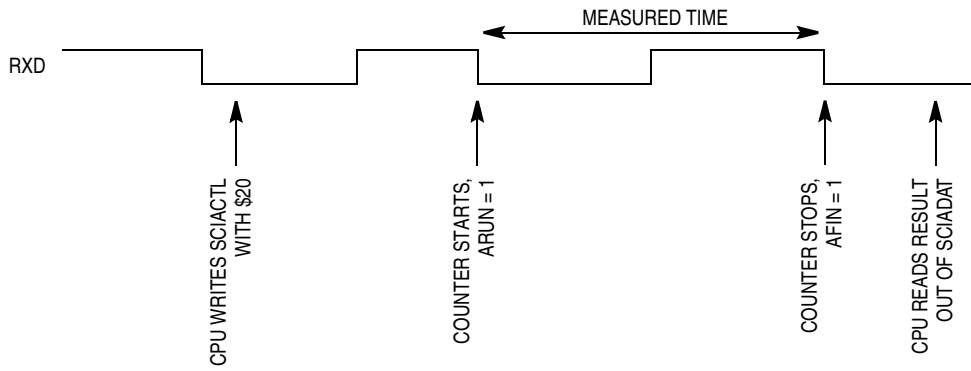 MEASURED TIME
RXD
CPU WRITES SCIACTL
WITH $20
COUNTER STARTS,
ARUN = 1
COUNTER STOPS,
AFIN = 1
CPU READS RESULT
OUT OF SCIADAT